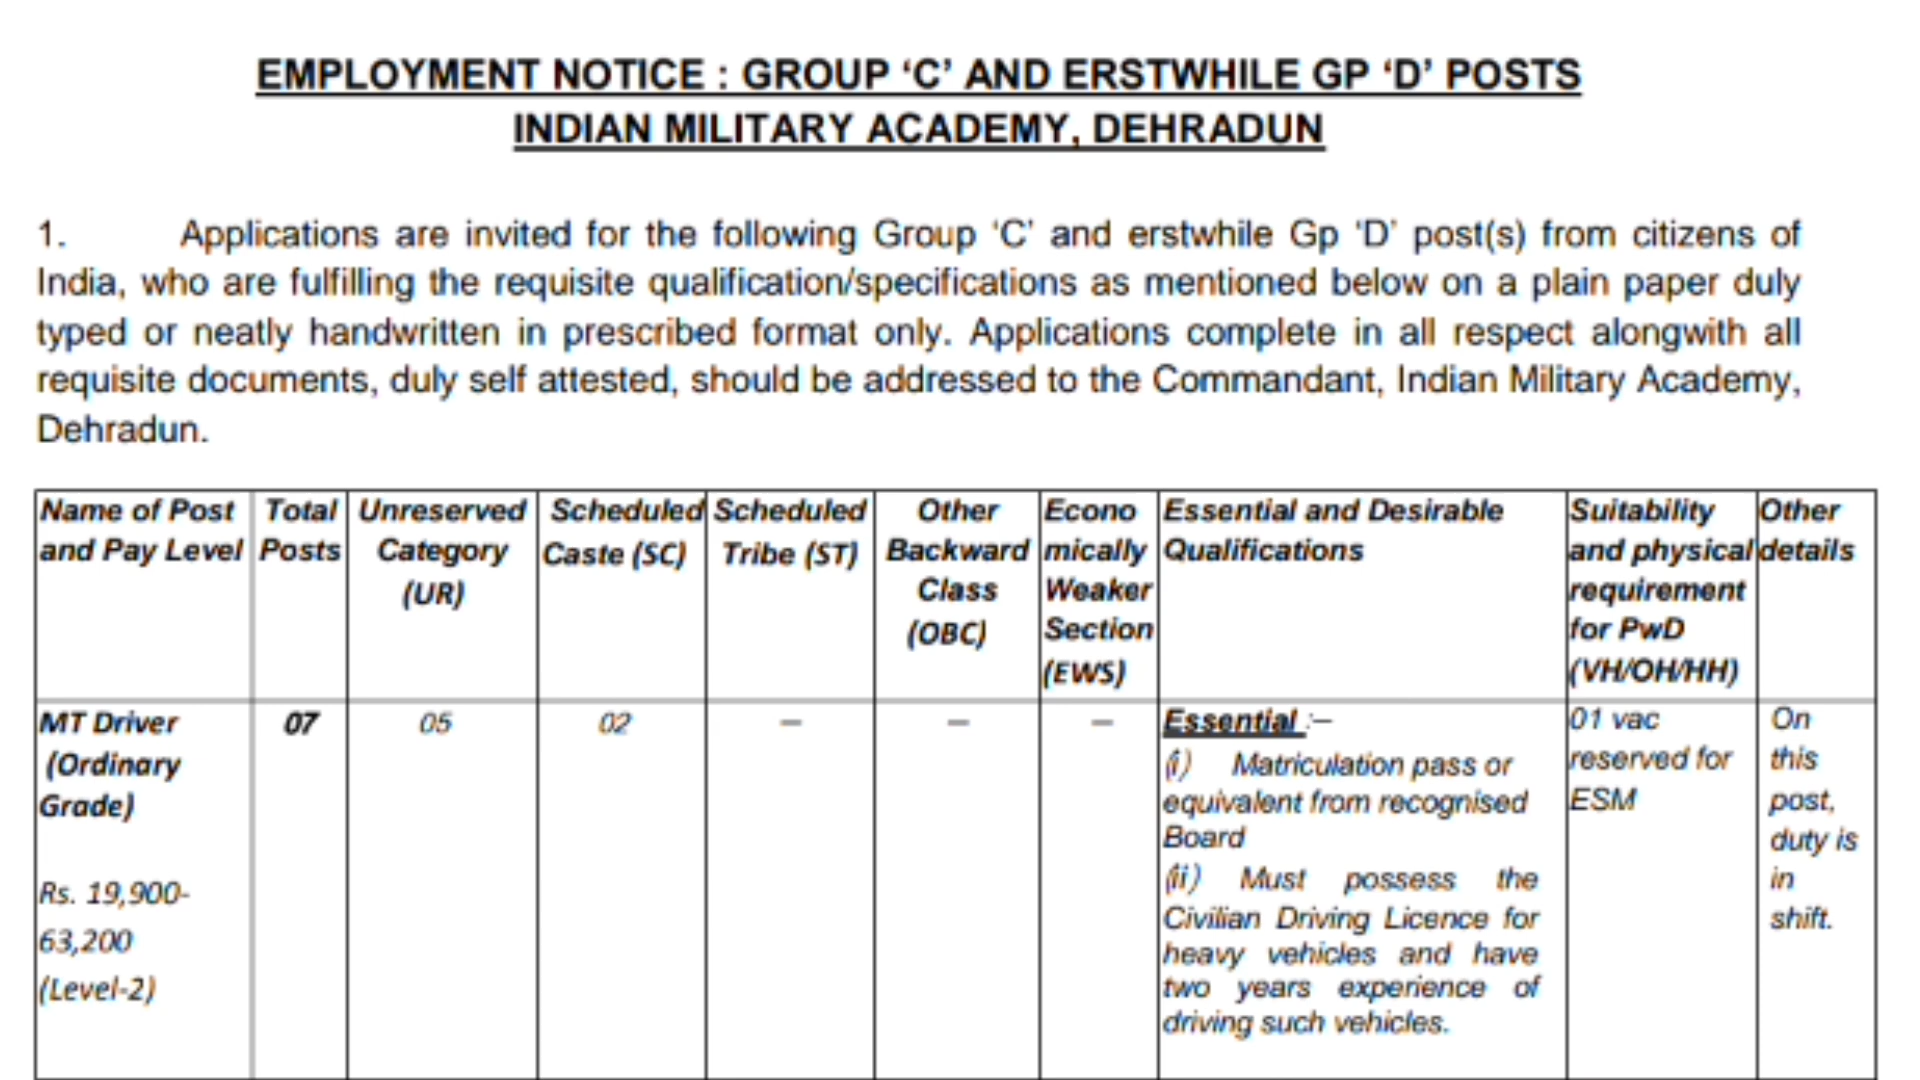 EMPLOYMENT NOTICE : GROUP ‘C’ AND ERSTWHILE GP ‘D’ POSTS
INDIAN MILITARY ACADEMY, DEHRADUN
1. Applications are invited for the following Group ‘C’ and erstwhile Gp ‘D’ post(s) from citizens of
India, who are fulfilling the requisite qualification/specifications as mentioned below on a plain paper duly
typed or neatly handwritten in prescribed format only. Applications complete in all respect alongwith all
requisite documents, duly self attested, should be addressed to the Commandant, Indian Military Academy,
Dehradun.
Name of Post
and Pay Level
Total
Posts
Unreserved
Category
(UR)
Scheduled
Caste (SC)
Scheduled
Tribe (ST)
Other
Backward
Class
(OBC)
Econo
mically
Weaker
Section
(EWS)
Essential and Desirable
Qualifications
Suitability
and physical
requirement
for PwD
(VH/OH/HH)
Other
details
MT Driver
(Ordinary
Grade)
Rs. 19,900-
63,200
(Level-2)
07
05
02
–
–
–
Essential :–
(i) Matriculation pass or
equivalent from recognised
Board
(ii) Must possess the
Civilian Driving Licence for
heavy vehicles and have
two years experience of
driving such vehicles.
01 vac
reserved for
ESM
On
this
post,
duty is
in
shift.